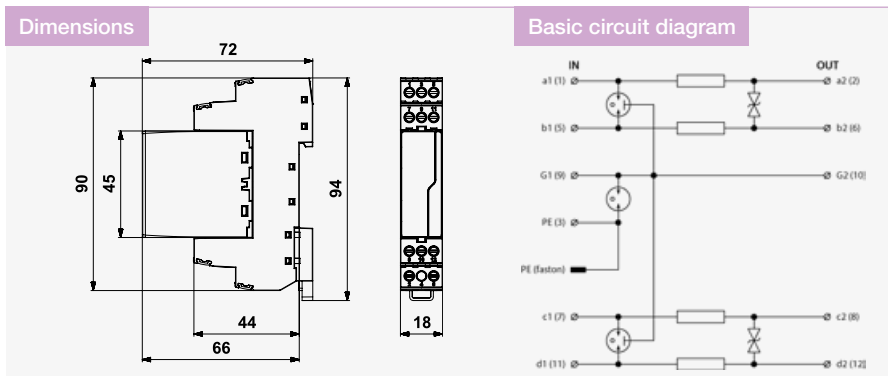 Dimensions
Basic circuit diagram
72
90
45
94
44
66
18
IN
OUT
a1 (1)
a2 (2)
b1 (5)
b2 (6)
G1 (9)
G2 (10)
PE (3)
PE (faston)
c1 (7)
c2 (8)
d1 (11)
d2 (12)